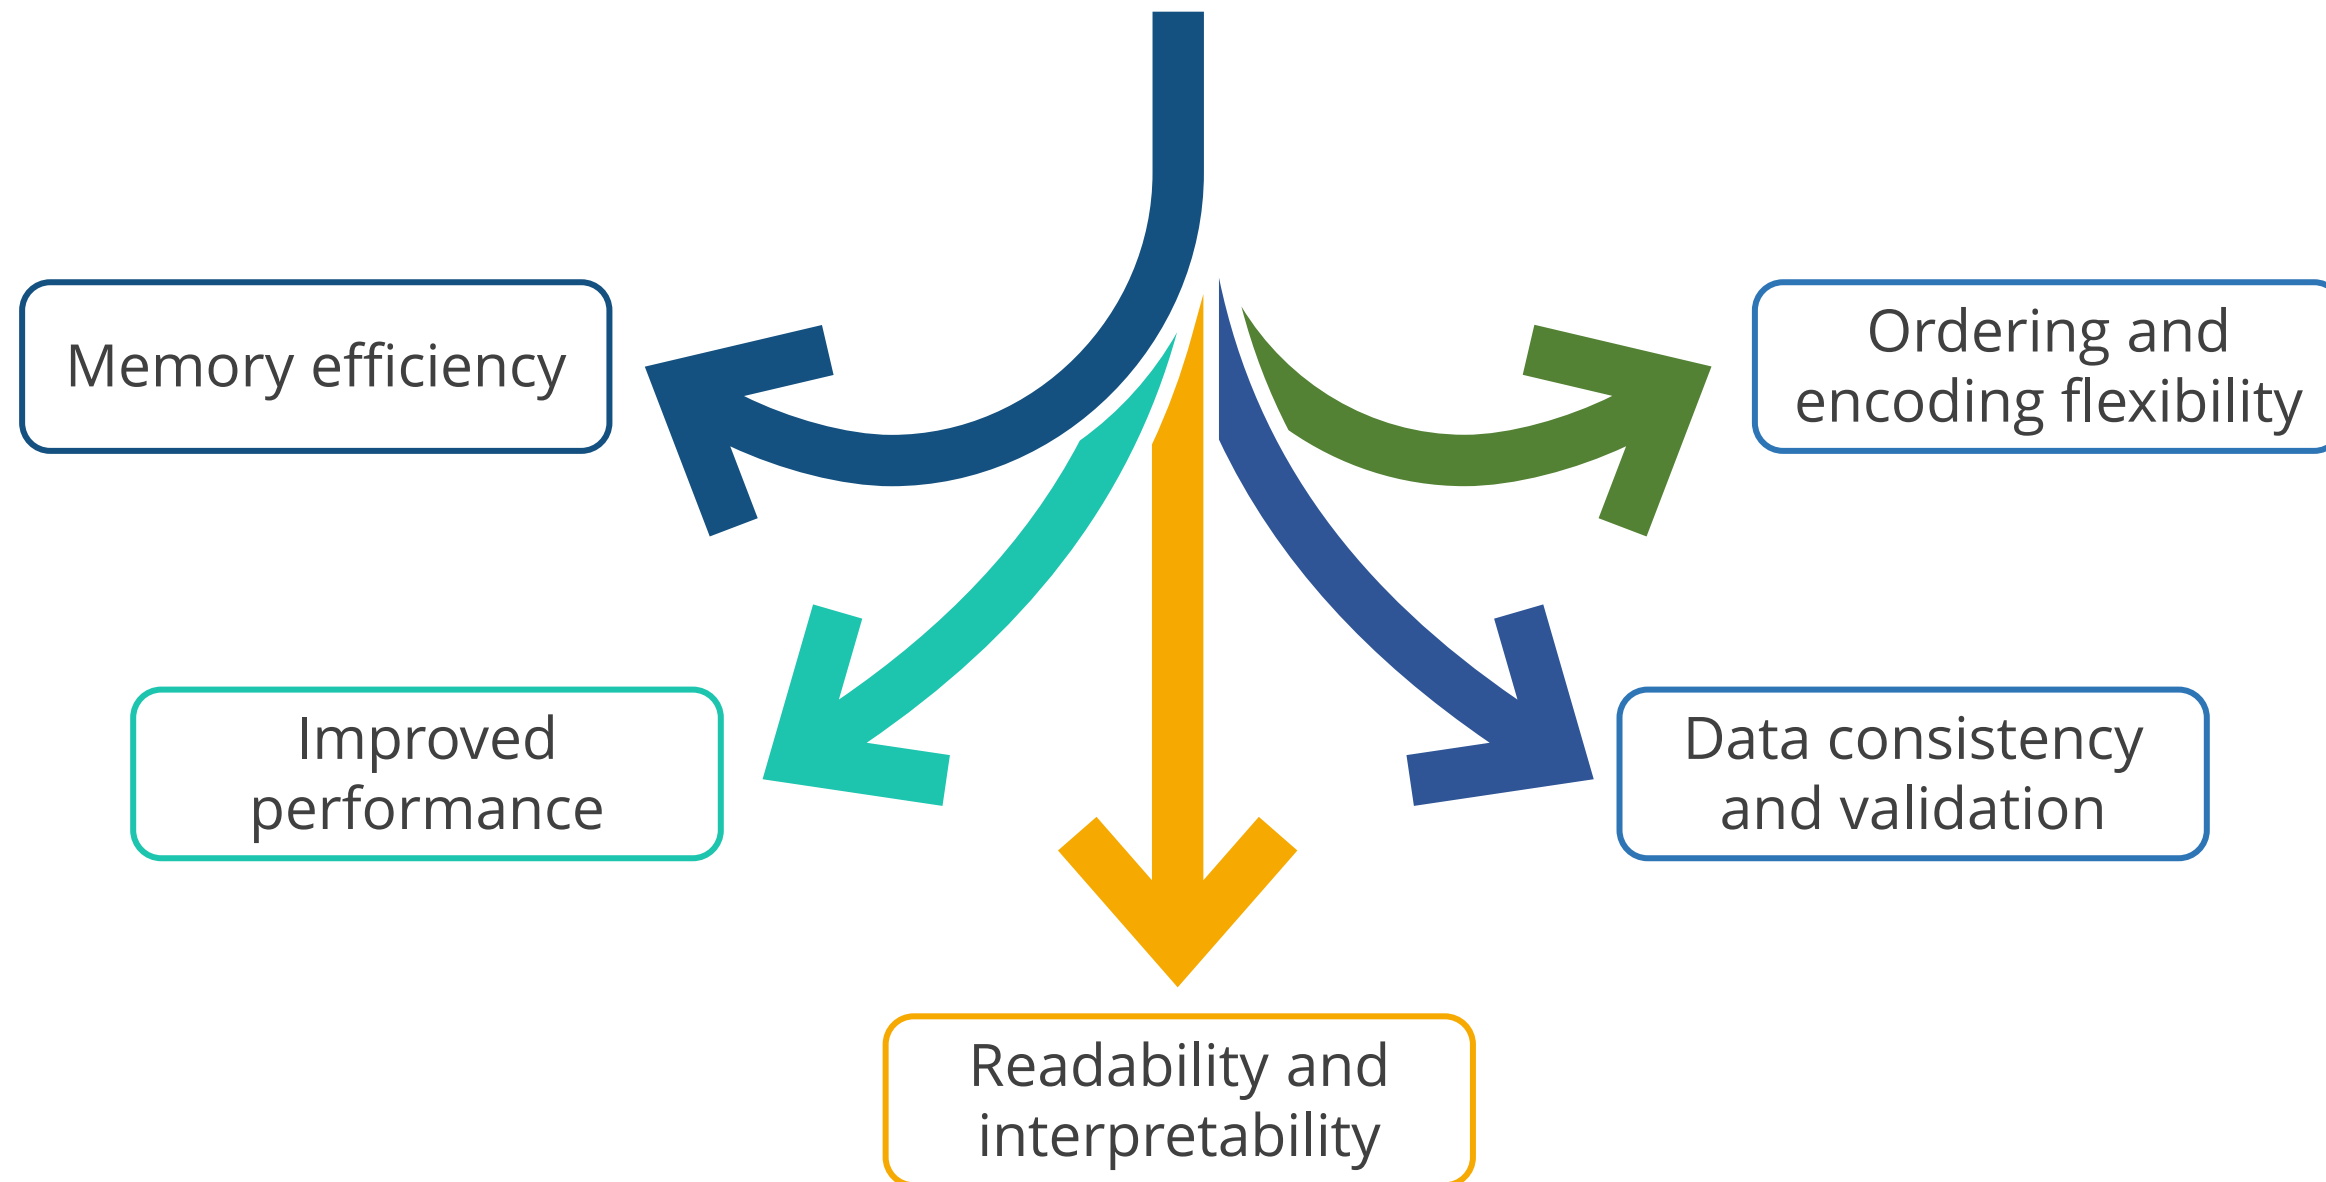 Memory efficiency
Ordering and
encoding flexibility
Improved
performance
Data consistency
and validation
Readability and
interpretability